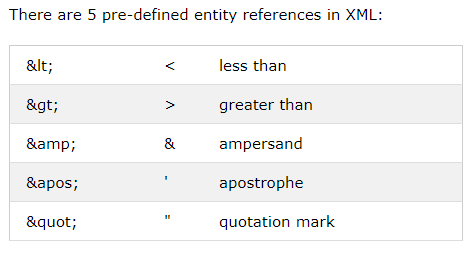 There are 5 pre-defined entity references in XML:
&lt; < less than
&gt; > greater than
&amp; & ampersand
&apos; ' apostrophe
&quot; " quotation mark